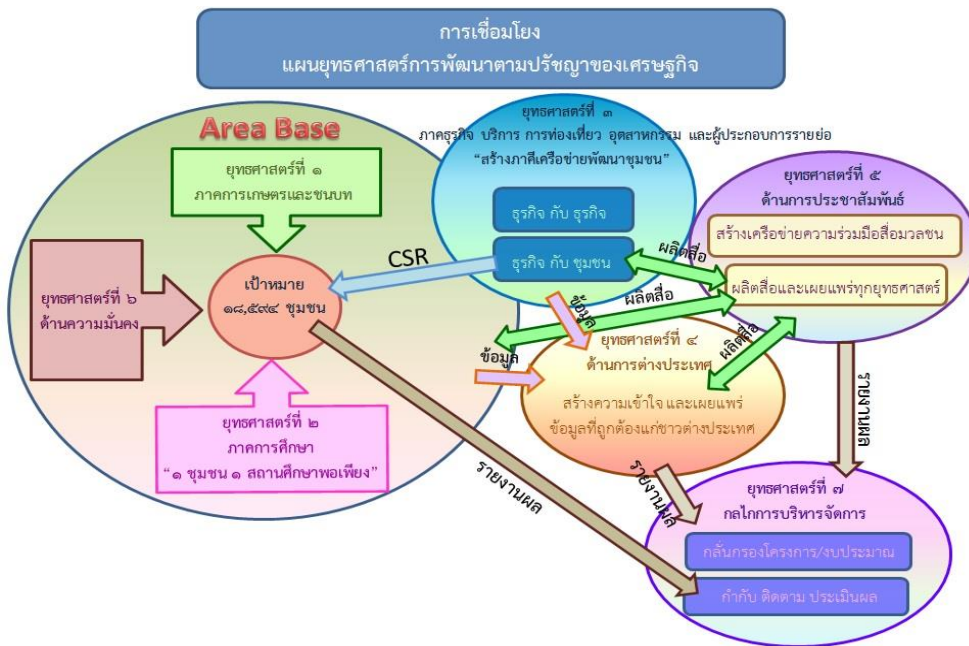 การเชื่อมโยง
แผนยุทธศาสตร์การพัฒนาตามปรัชญาของเศรษฐกิจ
Area Base
ยุทธศาสตร์ที่ ๑
ภาคการเกษตรและชนบท
ยุทธศาสตร์ที่ ๖
ด้านความมั่นคง
เป้าหมาย
๑๘,๕๙๔ ชุมชน
ยุทธศาสตร์ที่ ๒
ภาคการศึกษา
“๑ ชุมชน ๑ สถานศึกษาพอเพียง”
CSR
ยุทธศาสตร์ที่ ๓
ภาคธุรกิจ บริการ การท่องเที่ยว อุตสาหกรรม และผู้ประกอบการรายย่อ
“สร้างภาคีเครือข่ายพัฒนาชุมชน”
ธุรกิจ กับ ธุรกิจ
ธุรกิจ กับ ชุมชน
ผลิตสื่อ
ผลิตสื่อ
ข้อมูล
ข้อมูล
ผลิตสื่อ
ยุทธศาสตร์ที่ ๕
ด้านการประชาสัมพันธ์
สร้างเครือข่ายความร่วมมือสื่อมวลชน
ผลิตสื่อและเผยแพร่ทุกยุทธศาสตร์
ยุทธศาสตร์ที่ ๔
ด้านการต่างประเทศ
สร้างความเข้าใจ และเผยแพร่
ข้อมูลที่ถูกต้องแก่ชาวต่างประเทศ
รายงานผล
รายงานผล
รายงานผล
ยุทธศาสตร์ที่ ๗
กลไกการบริหารจัดการ
กลั่นกรองโครงการ/งบประมาณ
กำกับ ติดตาม ประเมินผล